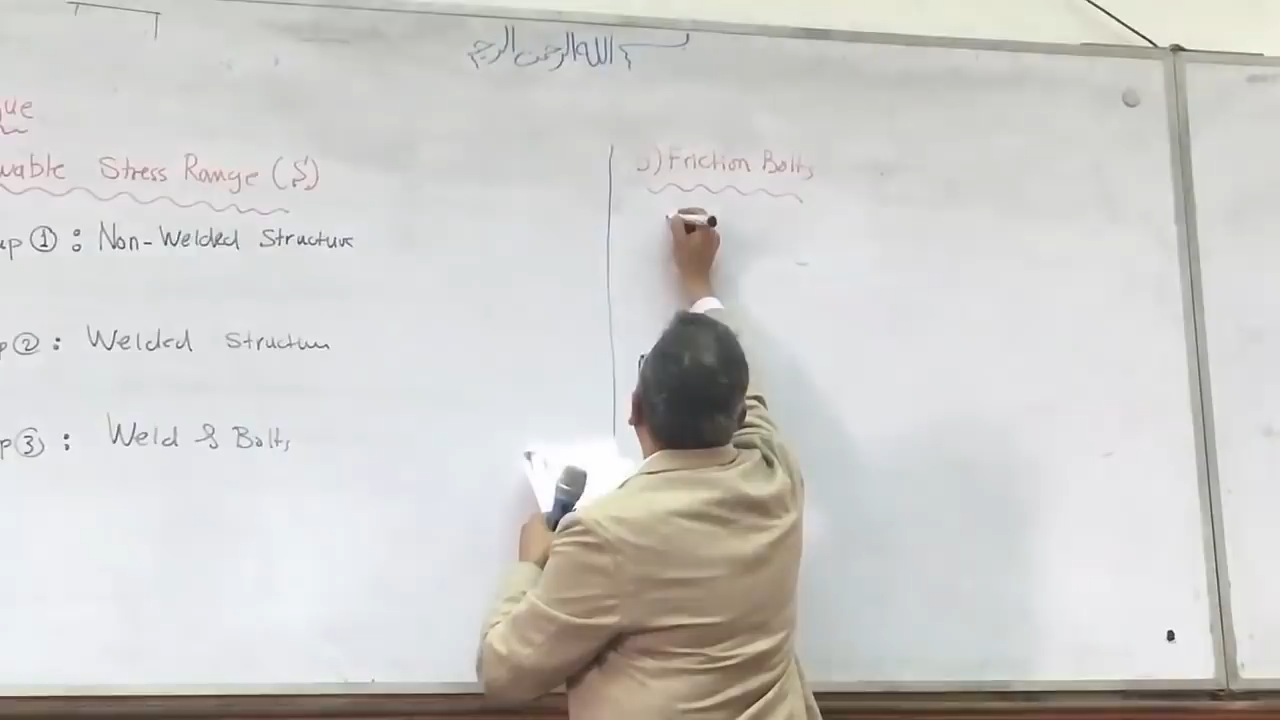 بسم الله الرحمن الرحيم
ue
wable Stress Range (S)
up ① : Non-Welded Structure
p ② : Welded Structure
p ③ : Weld & Bolts
) Friction Bolts